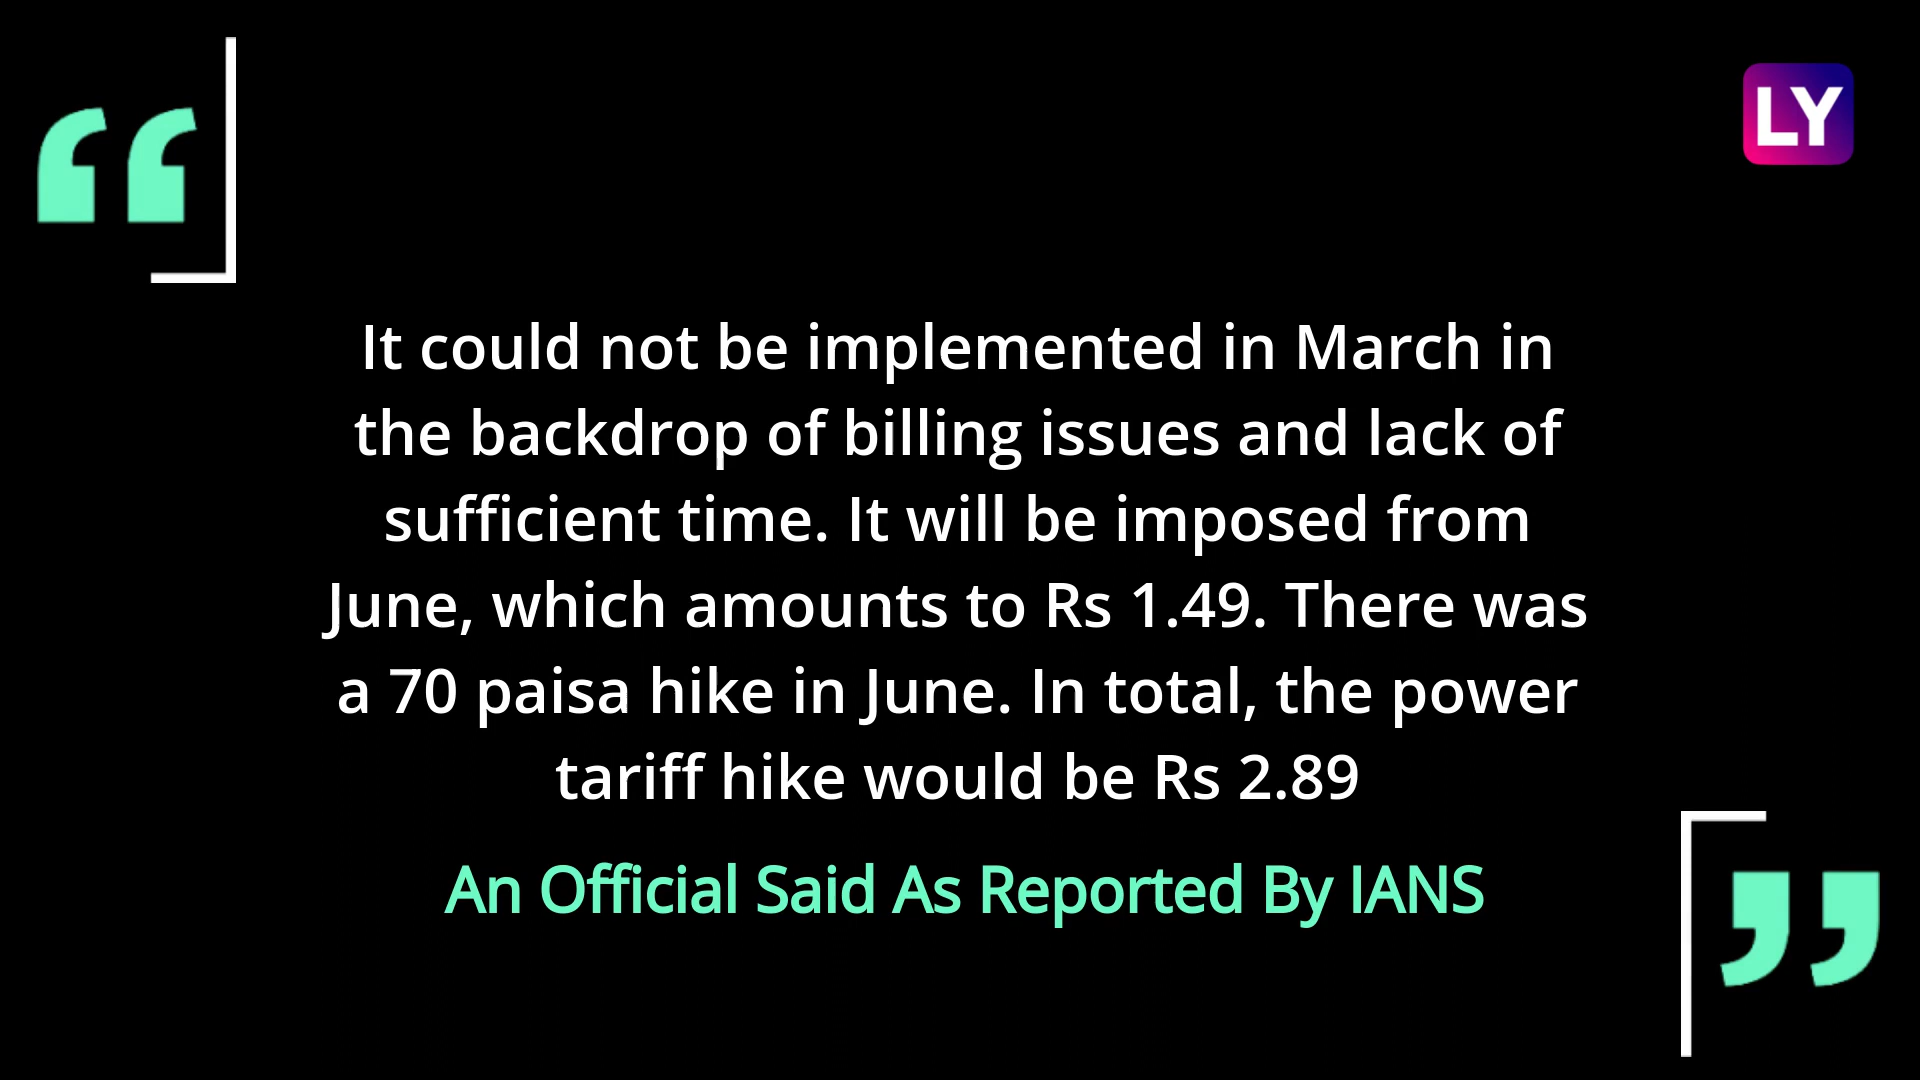 LY
It could not be implemented in March in
the backdrop of billing issues and lack of
sufficient time. It will be imposed from
June, which amounts to Rs 1.49. There was
a 70 paisa hike in June. In total, the power
tariff hike would be Rs 2.89
An Official Said As Reported By IANS